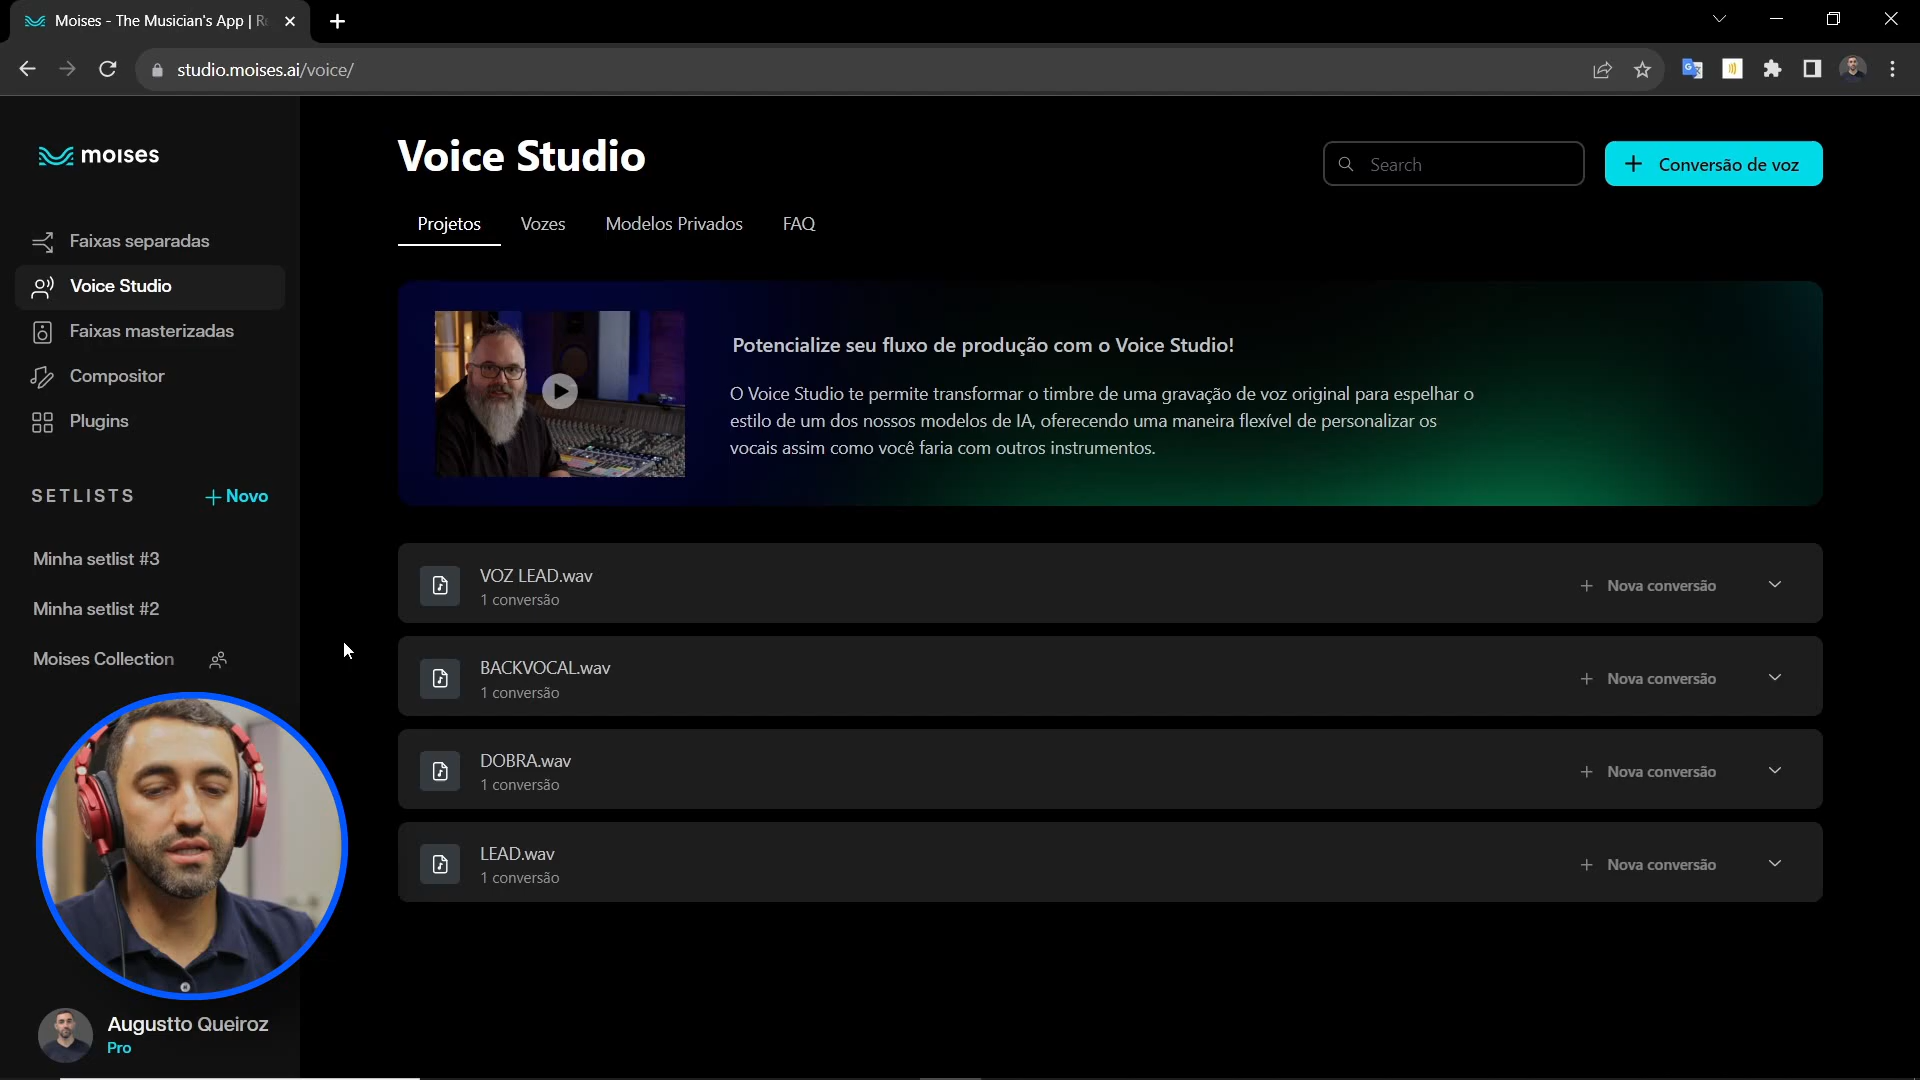 Moises - The Musician's App |
studio.moises.ai/voice/
moises
Faixas separadas
Voice Studio
Faixas masterizadas
Compositor
Plugins
SETLISTS
+ Novo
Minha setlist #3
Minha setlist #2
Moises Collection
Augustto Queiroz
Pro
Voice Studio
Search
+ Conversão de voz
Projetos
Vozes
Modelos Privados
FAQ
Potencialize seu fluxo de produção com o Voice Studio!
O Voice Studio te permite transformar o timbre de uma gravação de voz original para espelhar o
estilo de um dos nossos modelos de IA, oferecendo uma maneira flexível de personalizar os
vocais assim como você faria com outros instrumentos.
VOZ LEAD.wav
1 conversão
+ Nova conversão
BACKVOCAL.wav
1 conversão
+ Nova conversão
DOBRA.wav
1 conversão
+ Nova conversão
LEAD.wav
1 conversão
+ Nova conversão